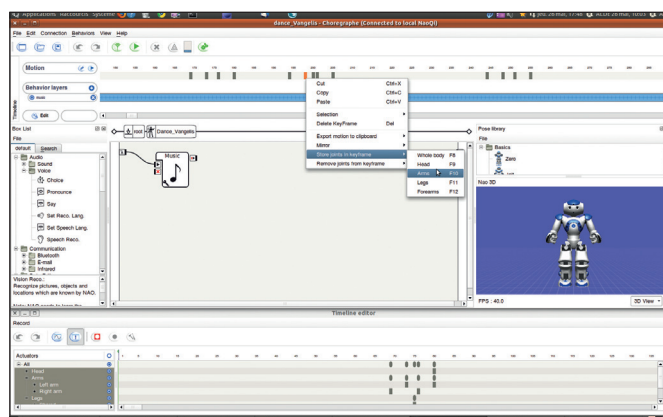 Applications Raccourcis Système
dance_Vangelis - Choregraphe (Connected to local NaoQi)
File Edit Connection Behaviors View Help
Motion
Behavior layers
Edit
Timeline
Cut Ctrl+X
Copy Ctrl+C
Paste Ctrl+V
Selection
Delete KeyFrame Del
Export motion to clipboard
Mirror
Store joints in keyframe
Remove joints from keyframe
Whole body F8
Head F9
Arms F10
Legs F11
Forearms F12
Box List
File
default Search
Audio
Sound
Voice
Choice
Pronounce
Say
Set Reco. Lang.
Set Speech Lang.
Speech Reco.
Communication
Bluetooth
E-mail
Infrared
Vision Reco.:
Recognize pictures, objects and
locations which are known by NAO.
root Dance_Vangelis
Music
Pose library
File
Basics
Zero
Nao 3D
FPS : 40.0 3D View
Timeline editor
Record
Actuators
All
Head
Arms
Left arm
Right arm
Legs